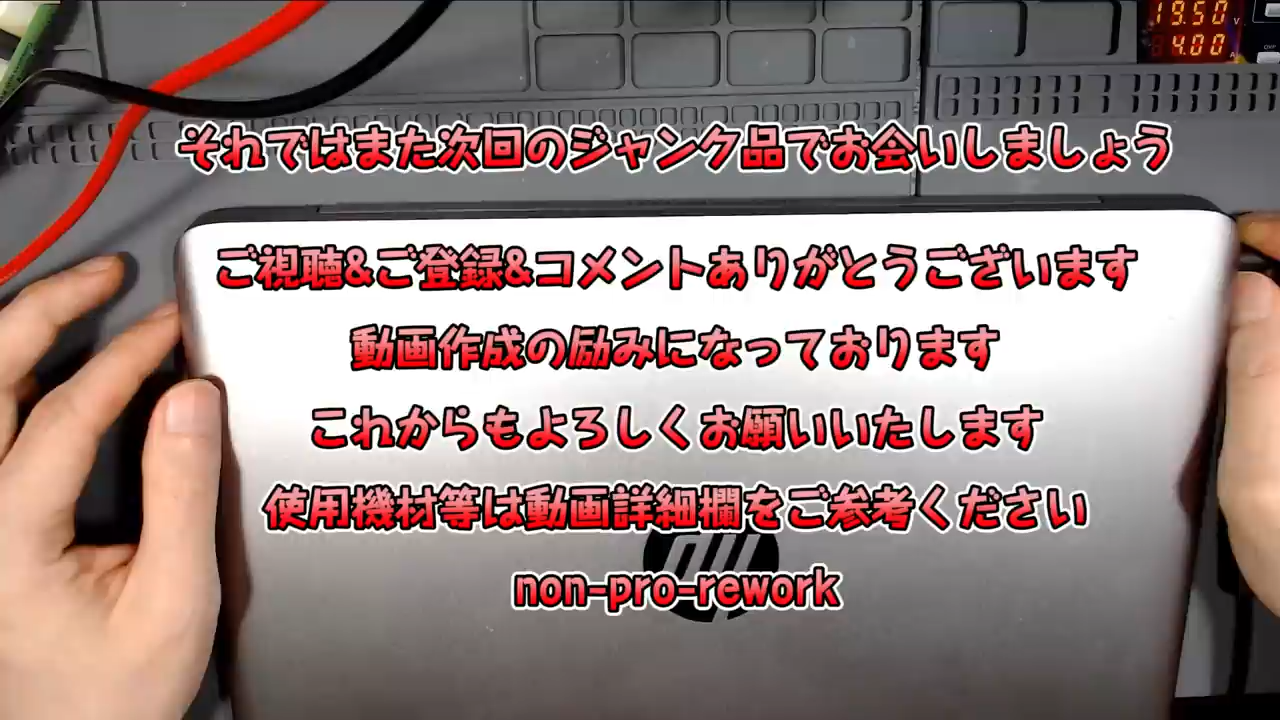 19.50 V
4.00 A
それではまた次回のジャンク品でお会いしましょう
ご視聴&ご登録&コメントありがとうございます
動画作成の励みになっております
これからもよろしくお願いいたします
使用機材等は動画詳細欄をご参考ください
hp
non-pro-rework